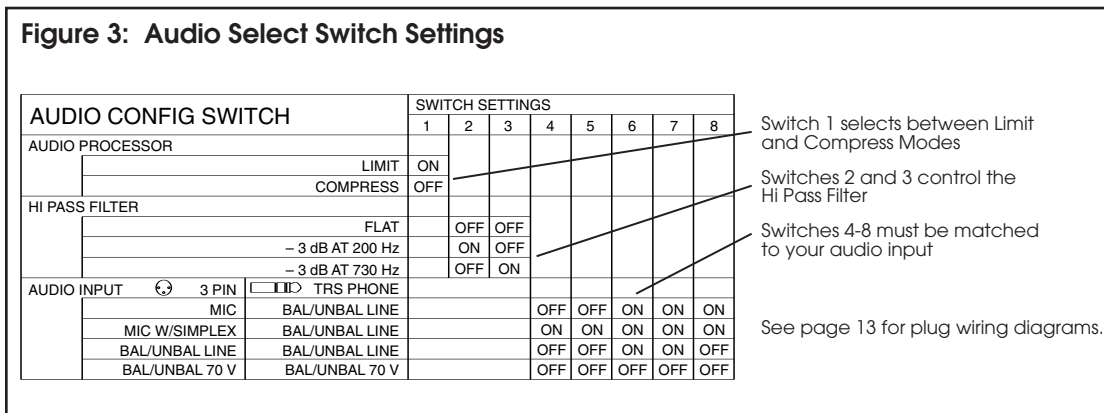 Figure 3: Audio Select Switch Settings
AUDIO CONFIG SWITCH
SWITCH SETTINGS
1 2 3 4 5 6 7 8
AUDIO PROCESSOR
LIMIT ON
COMPRESS OFF
HI PASS FILTER
FLAT OFF OFF
– 3 dB AT 200 Hz ON OFF
– 3 dB AT 730 Hz OFF ON
AUDIO INPUT 3 PIN TRS PHONE
MIC BAL/UNBAL LINE OFF OFF ON ON ON
MIC W/SIMPLEX BAL/UNBAL LINE ON ON ON ON ON
BAL/UNBAL LINE BAL/UNBAL LINE OFF OFF ON ON OFF
BAL/UNBAL 70 V BAL/UNBAL 70 V OFF OFF OFF OFF OFF
Switch 1 selects between Limit
and Compress Modes
Switches 2 and 3 control the
Hi Pass Filter
Switches 4-8 must be matched
to your audio input
See page 13 for plug wiring diagrams.